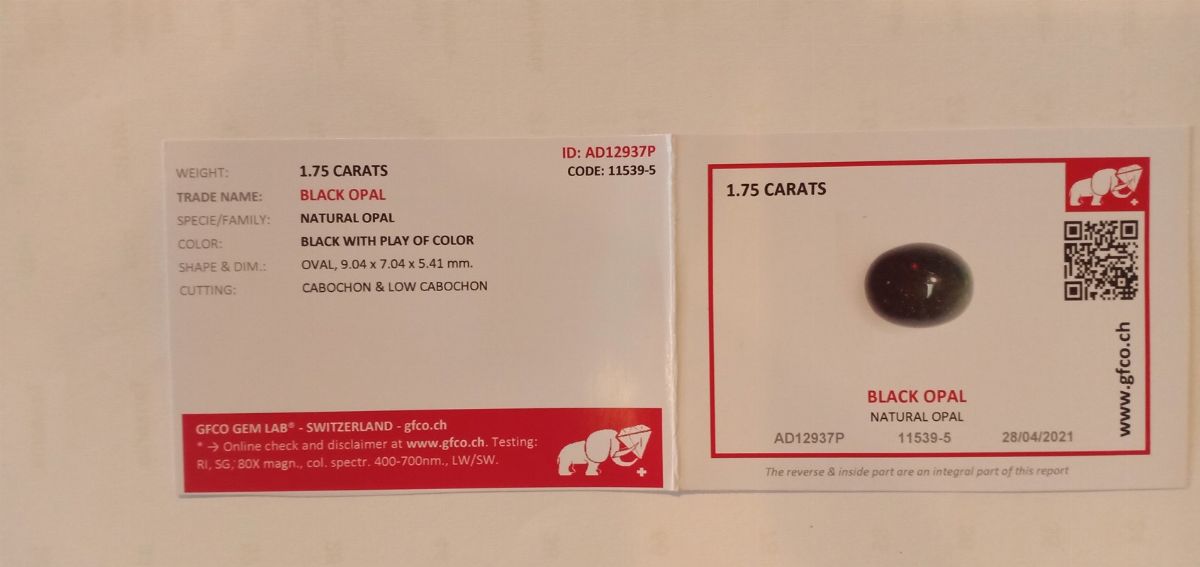 ID: AD12937P
CODE: 11539-5
WEIGHT: 1.75 CARATS
TRADE NAME: BLACK OPAL
SPECIE/FAMILY: NATURAL OPAL
COLOR: BLACK WITH PLAY OF COLOR
SHAPE & DIM.: OVAL, 9.04 x 7.04 x 5.41 mm.
CUTTING: CABOCHON & LOW CABOCHON
GFCO GEM LAB® - SWITZERLAND - gfco.ch
* → Online check and disclaimer at www.gfco.ch. Testing:
RI, SG, 80X magn., col. spectr. 400-700nm., LW/SW.
1.75 CARATS
www.gfco.ch
BLACK OPAL
NATURAL OPAL
AD12937P 11539-5 28/04/2021
The reverse & inside part are an integral part of this report